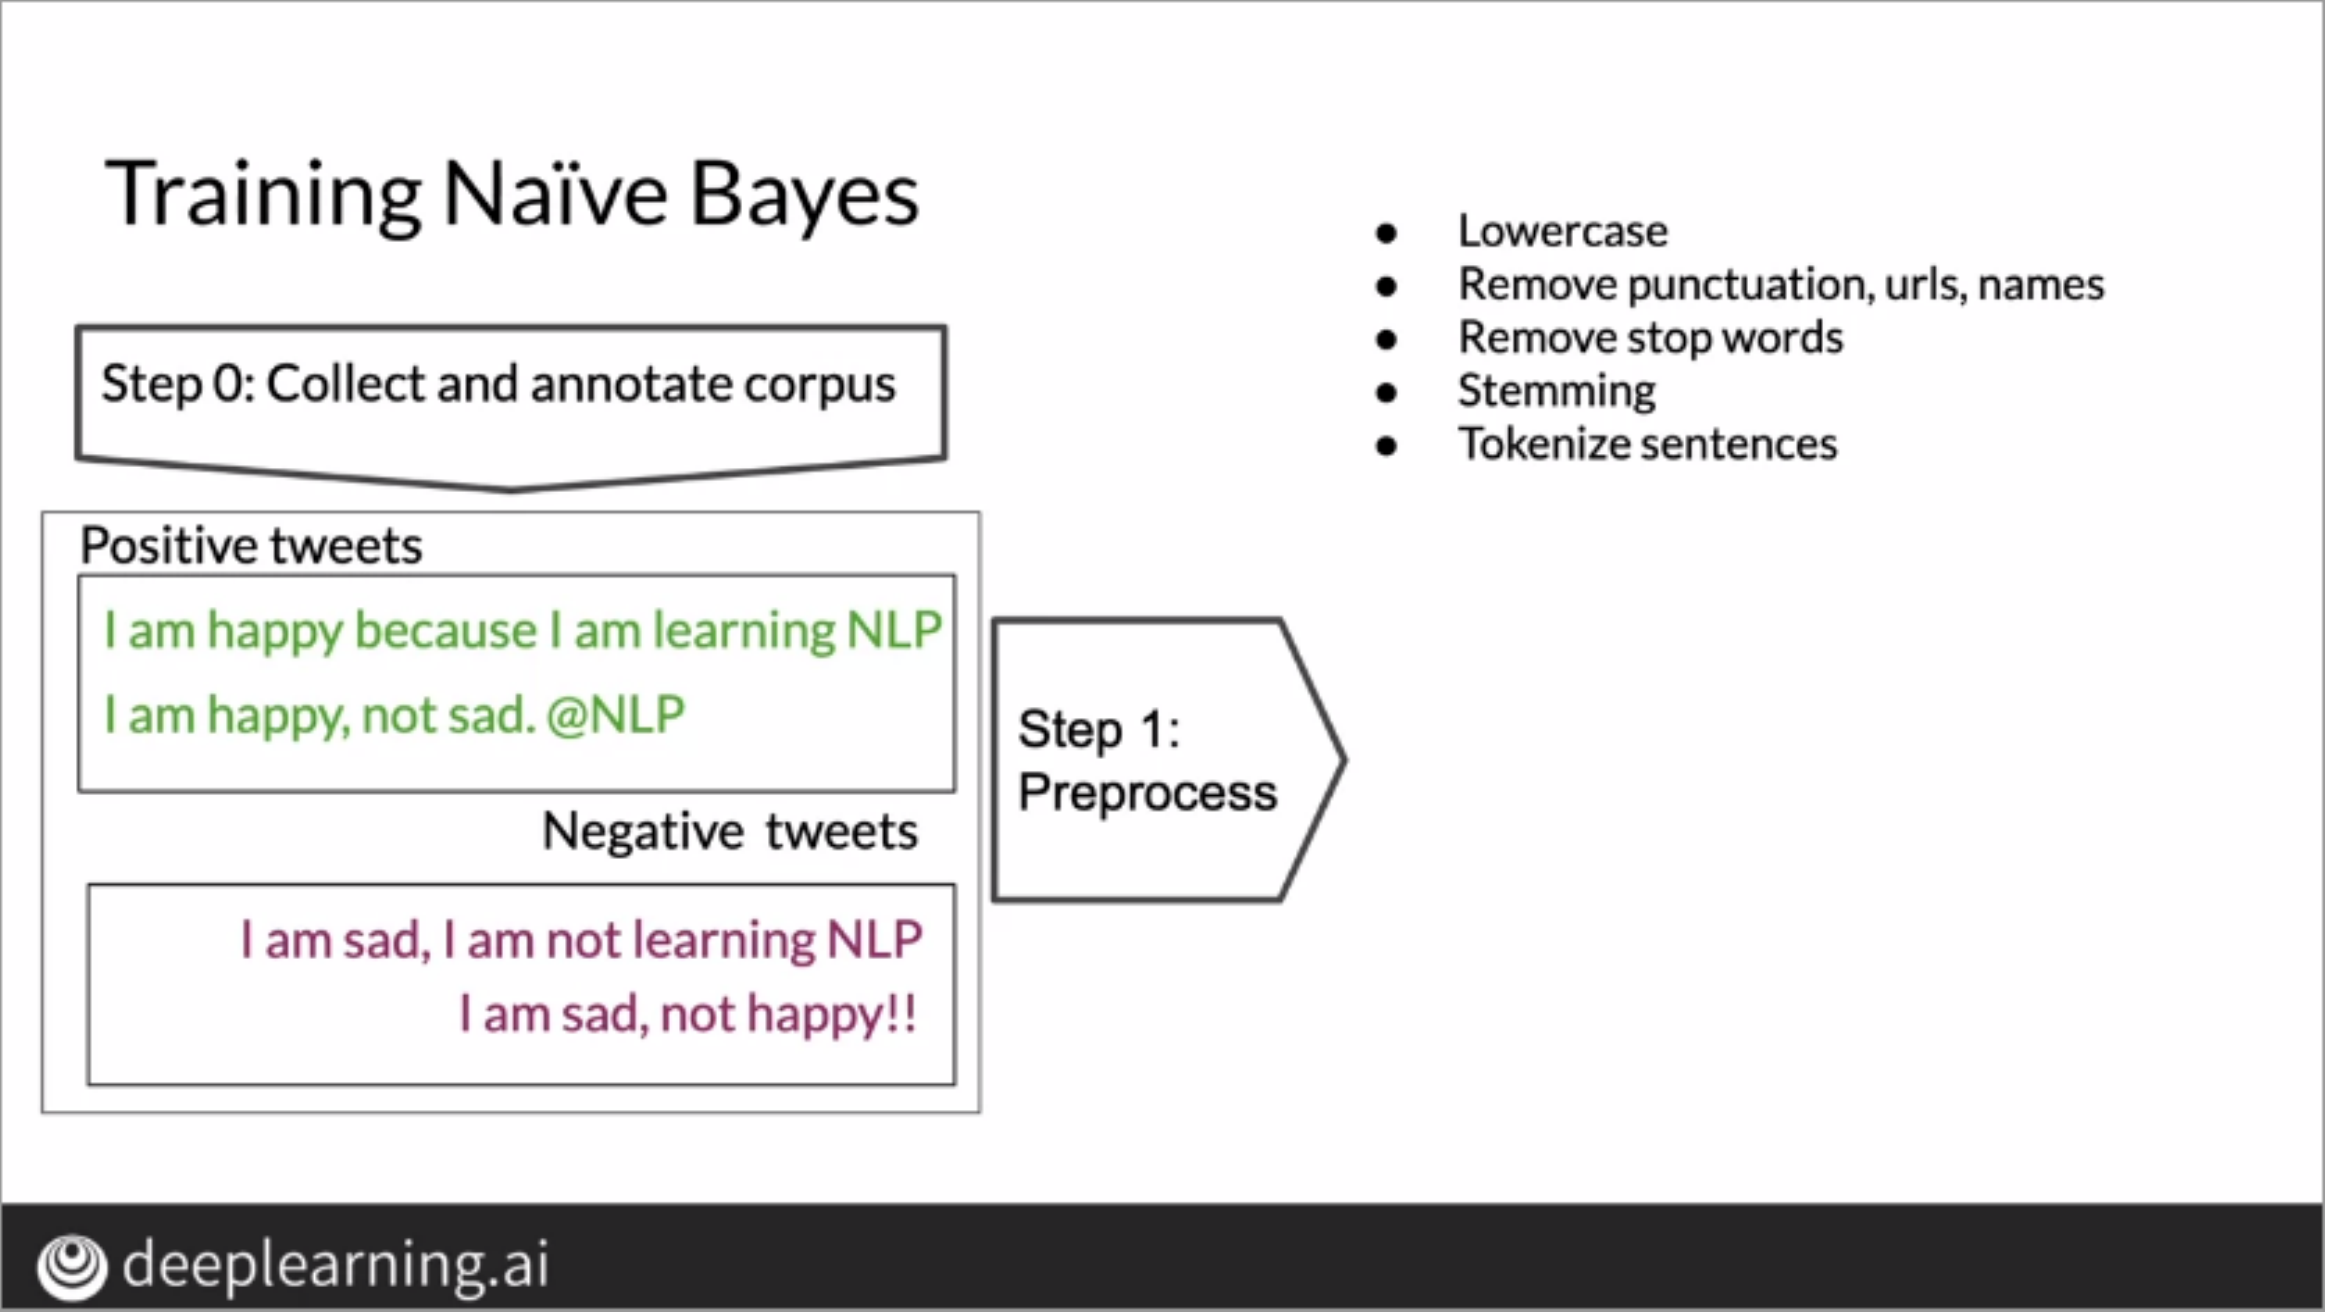 Training Naïve Bayes
Step 0: Collect and annotate corpus
Positive tweets
I am happy because I am learning NLP
I am happy, not sad. @NLP
Negative tweets
I am sad, I am not learning NLP
I am sad, not happy!!
Step 1:
Preprocess
● Lowercase
● Remove punctuation, urls, names
● Remove stop words
● Stemming
● Tokenize sentences
deeplearning.ai